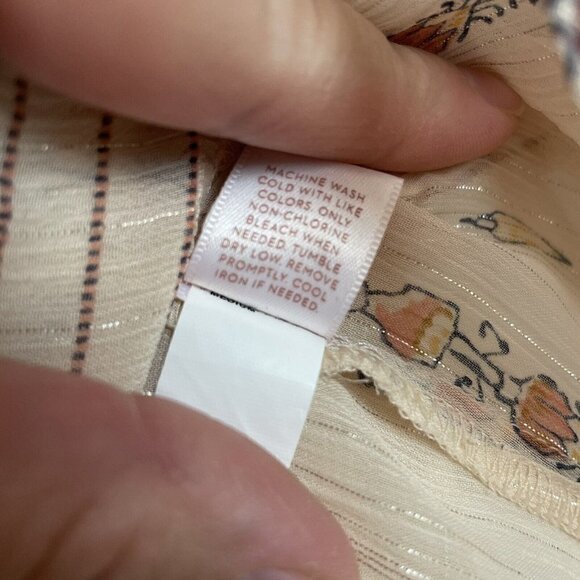 MACHINE WASH
COLD WITH LIKE
COLORS. ONLY
NON-CHLORINE
BLEACH WHEN
NEEDED. TUMBLE
DRY LOW. REMOVE
PROMPTLY. COOL
IRON IF NEEDED.